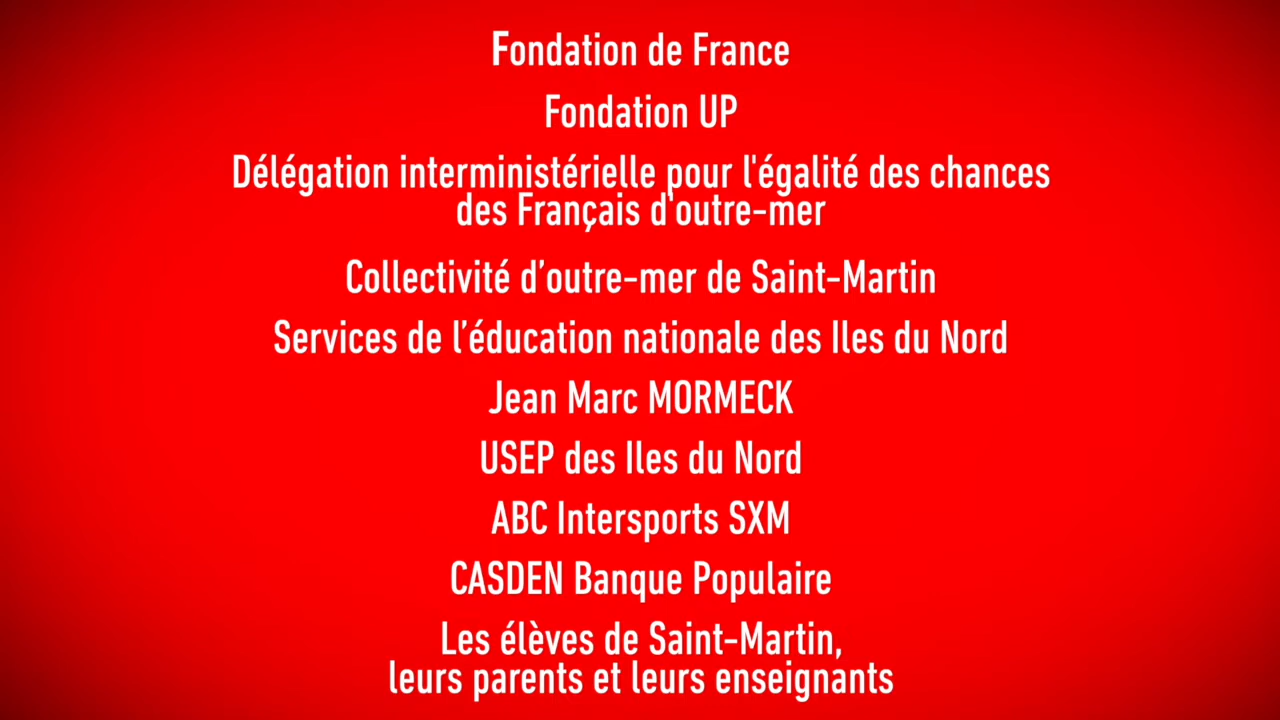 Fondation de France
Fondation UP
Délégation interministérielle pour l'égalité des chances
des Français d'outre-mer
Collectivité d’outre-mer de Saint-Martin
Services de l’éducation nationale des Iles du Nord
Jean Marc MORMECK
USEP des Iles du Nord
ABC Intersports SXM
CASDEN Banque Populaire
Les élèves de Saint-Martin,
leurs parents et leurs enseignants